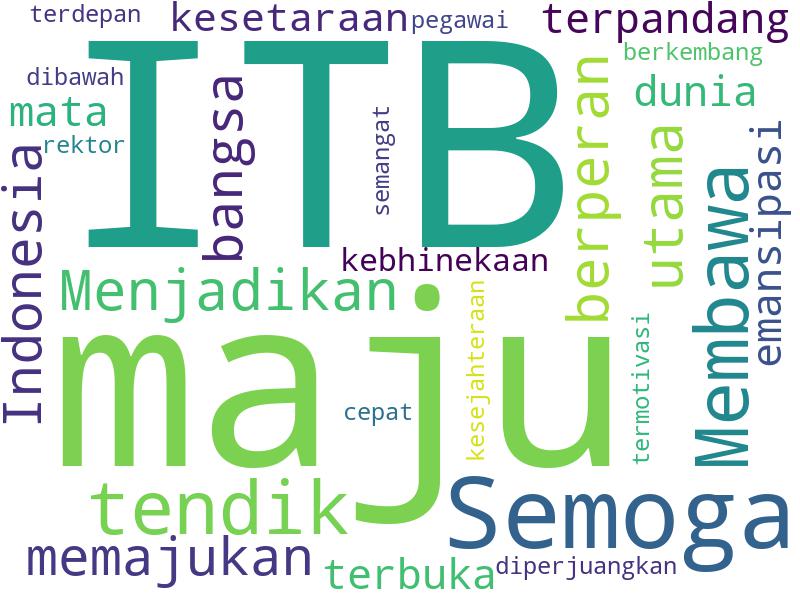 terdepan
kesetaraan
pegawai
terpandang
dibawah
berkembang
mata
dunia
rektor
ITB
bangsa
semangat
berperan
utama
Indonesia
emansipasi
Membawa
kebhinekaan
Menjadikan
maju
kesejahteraan
termotivasi
cepat
tendik
Semoga
memajukan
terbuka
diperjuangkan